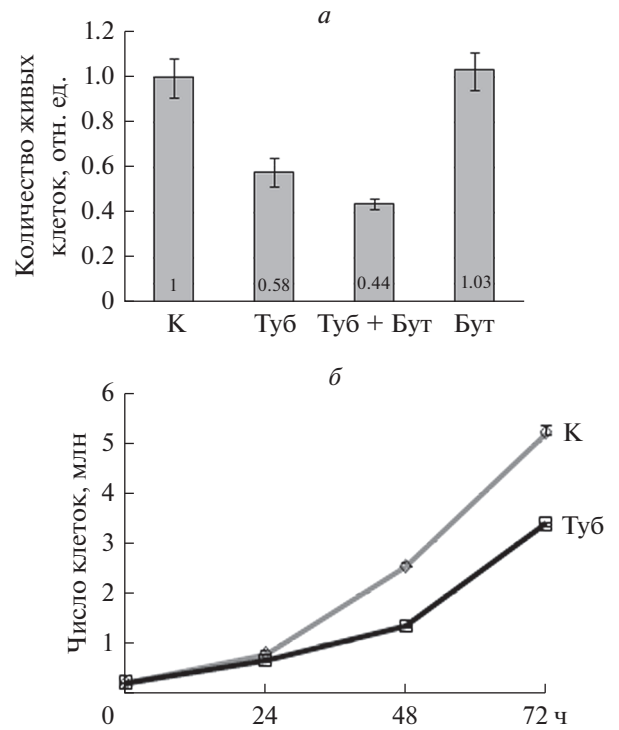 а
Количество живых
клеток, отн. ед.
1.2
1.0
0.8
0.6
0.4
0.2
0
1
0.58
0.44
1.03
К
Туб
Туб + Бут
Бут
б
Число клеток, млн
6
5
4
3
2
1
0
К
Туб
24
48
72 ч